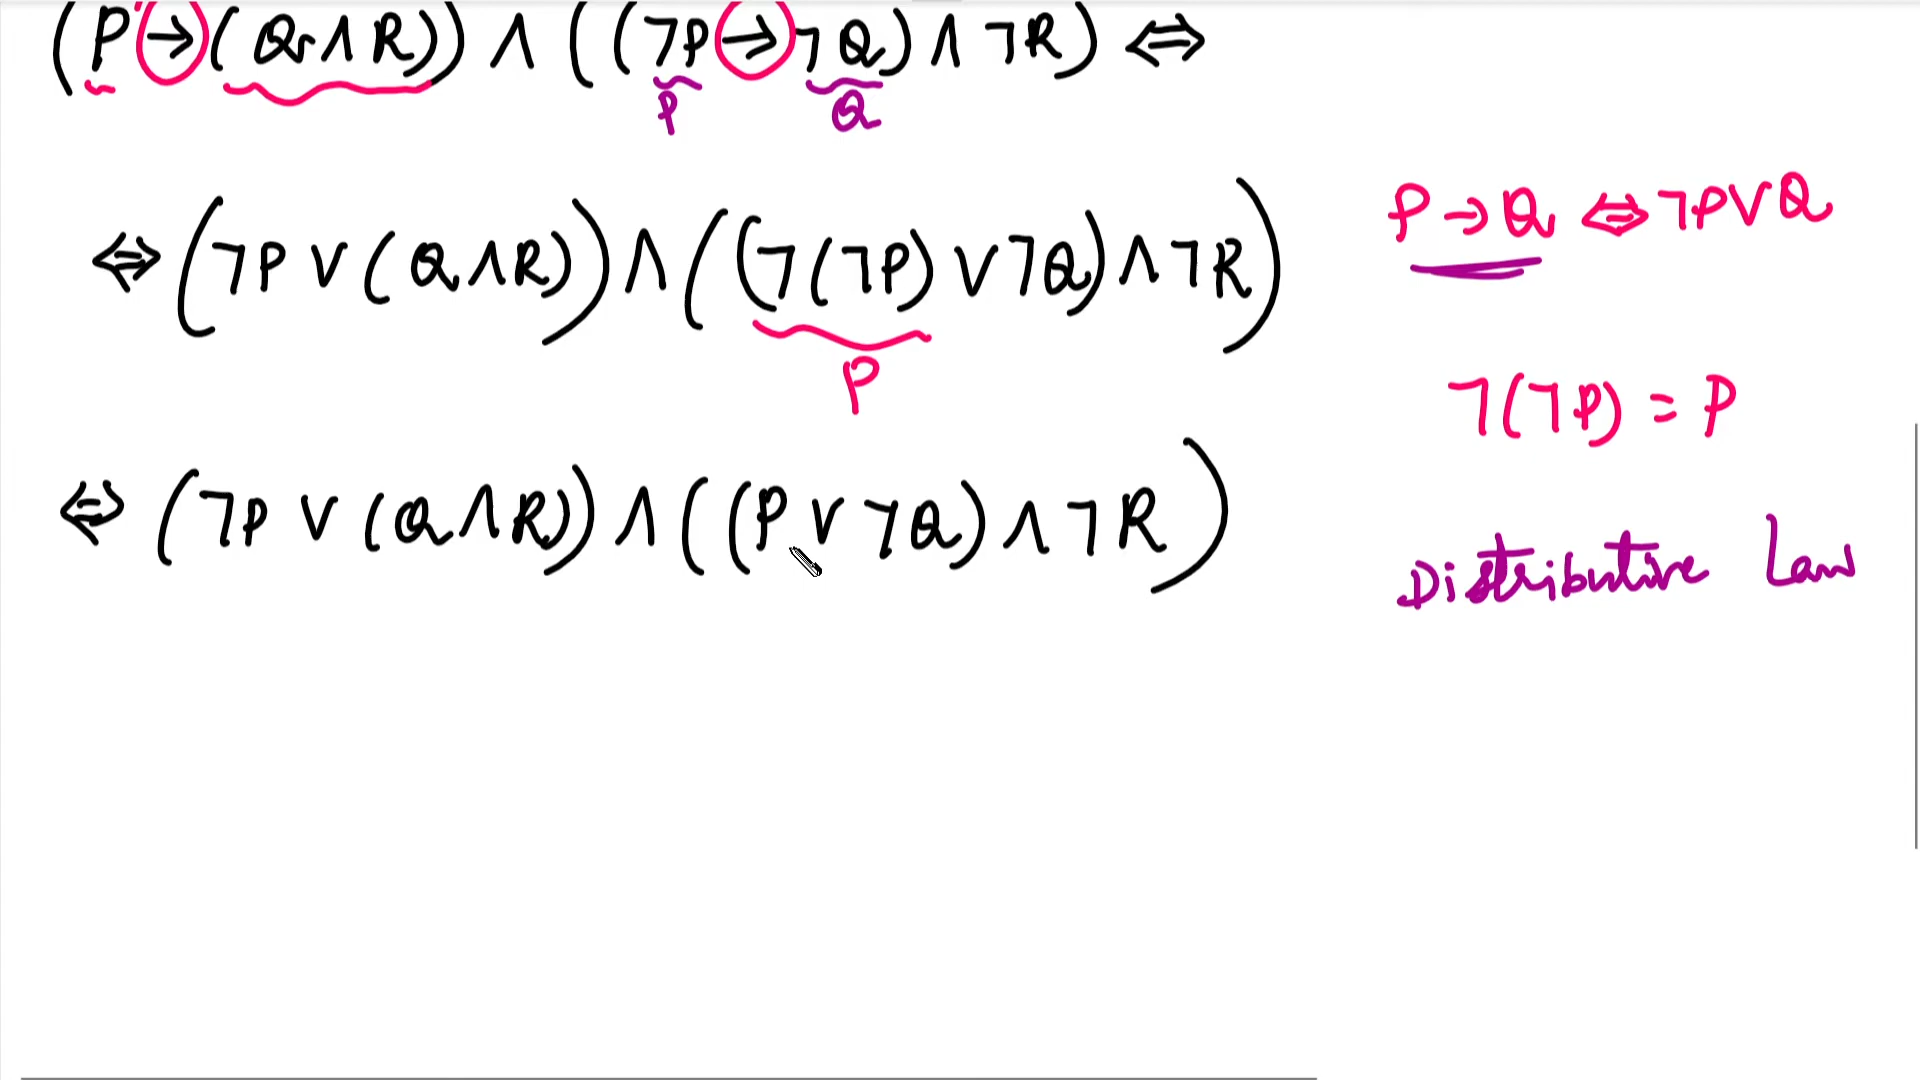 (P → (Q ∧ R)) ∧ ((¬P → ¬Q) ∧ ¬R) ⇔
P Q
⇔ (¬P ∨ (Q ∧ R)) ∧ ((¬(¬P) ∨ ¬Q) ∧ ¬R)
P → Q ⇔ ¬P ∨ Q
P
¬(¬P) = P
⇔ (¬P ∨ (Q ∧ R)) ∧ ((P ∨ ¬Q) ∧ ¬R)
Distributive Law